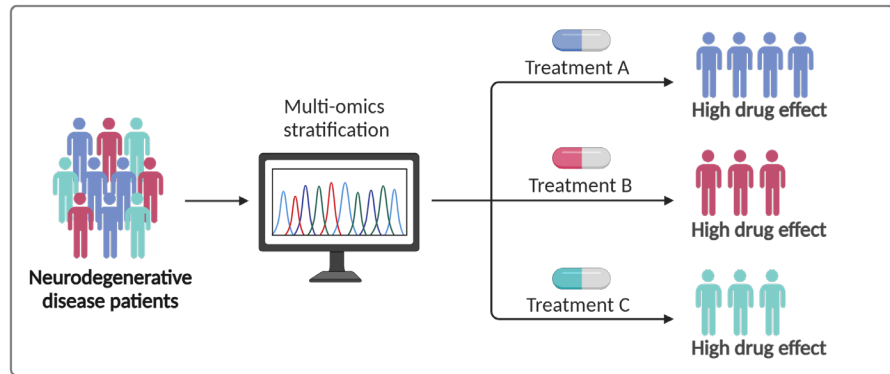 Neurodegenerative
disease patients
Multi-omics
stratification
Treatment A
High drug effect
Treatment B
High drug effect
Treatment C
High drug effect